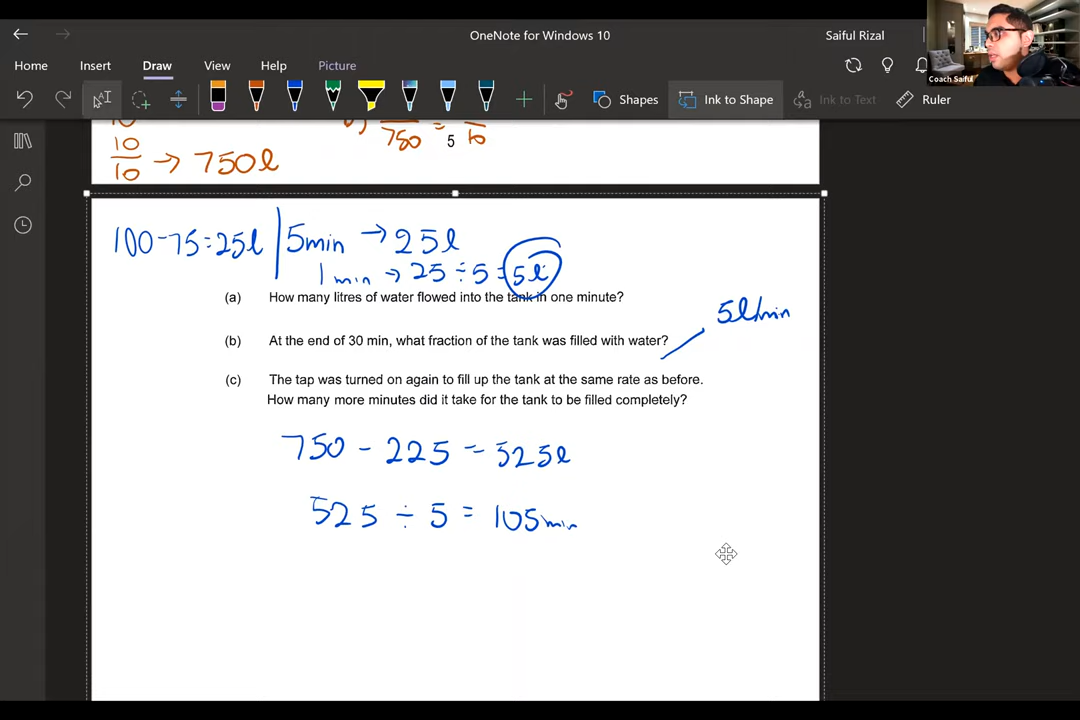 OneNote for Windows 10
Saiful Rizal
Home Insert Draw View Help Picture
Shapes Ink to Shape Ink to Text Ruler
Coach Saiful
10/10 → 750l
750 = 5 10
100-75=25l | 5min → 25l
1 min → 25 ÷ 5 = 5l
(a) How many litres of water flowed into the tank in one minute?
5l/min
(b) At the end of 30 min, what fraction of the tank was filled with water?
(c) The tap was turned on again to fill up the tank at the same rate as before.
How many more minutes did it take for the tank to be filled completely?
750 - 225 = 525l
525 ÷ 5 = 105min